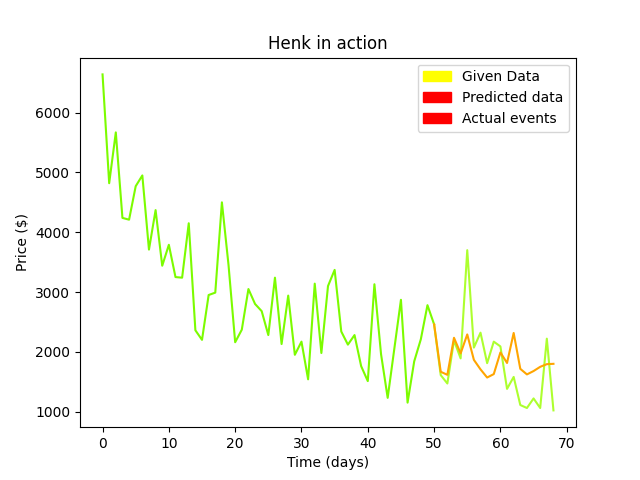 Henk in action
Given Data
Predicted data
Actual events
Price ($)
6000
5000
4000
3000
2000
1000
0 10 20 30 40 50 60 70
Time (days)